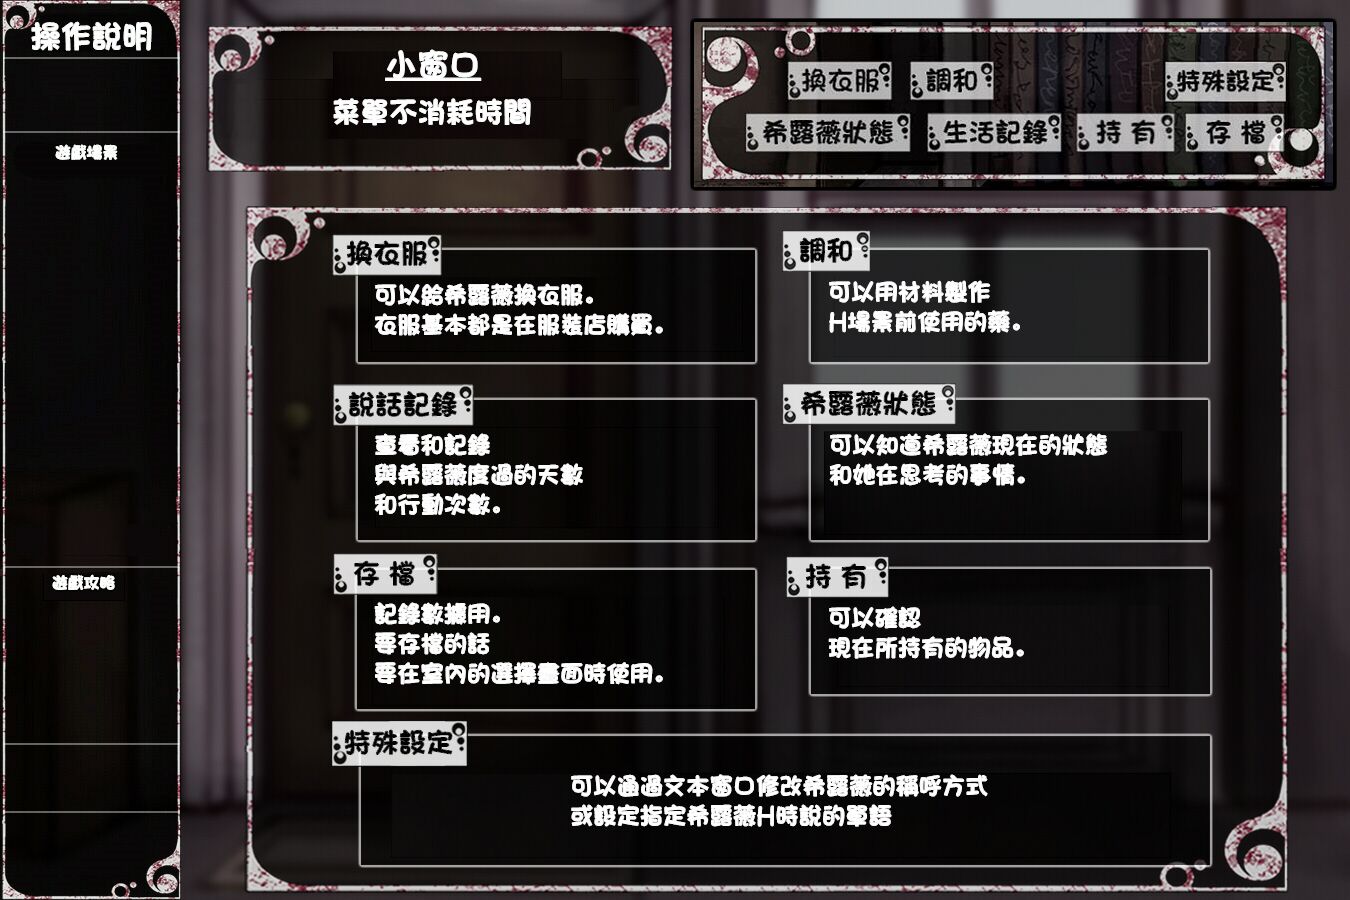 操作說明
遊戲場景
遊戲攻略
小窗口
菜單不消耗時間
換衣服
調和
特殊設定
希露薇狀態
生活記錄
持有
存檔
換衣服
可以給希露薇換衣服。
衣服基本都是在服裝店購買。
調和
可以用材料製作
H場景前使用的藥。
說話記錄
查看和記錄
與希露薇度過的天數
和行動次數。
希露薇狀態
可以知道希露薇現在的狀態
和她在思考的事情。
存檔
記錄數據用。
要存檔的話
要在室內的選擇畫面時使用。
持有
可以確認
現在所持有的物品。
特殊設定
可以通過文本窗口修改希露薇的稱呼方式
或設定指定希露薇H時說的單語